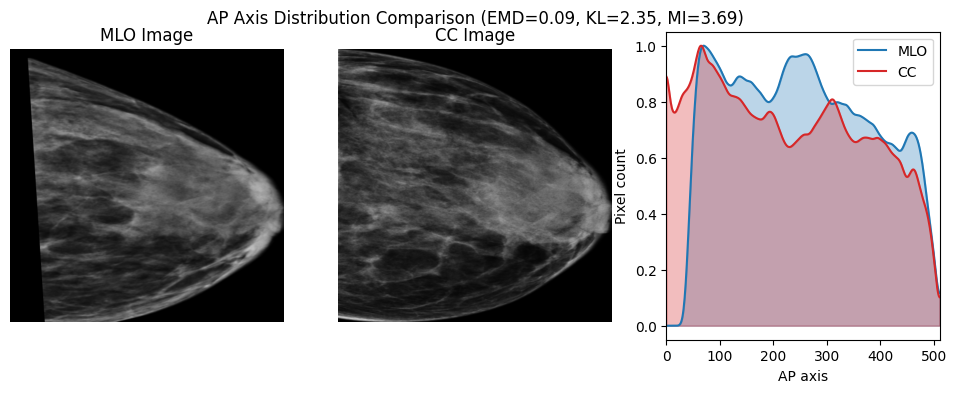 AP Axis Distribution Comparison (EMD=0.09, KL=2.35, MI=3.69)
MLO Image
CC Image
MLO
CC
Pixel count
1.0
0.8
0.6
0.4
0.2
0.0
0 100 200 300 400 500
AP axis